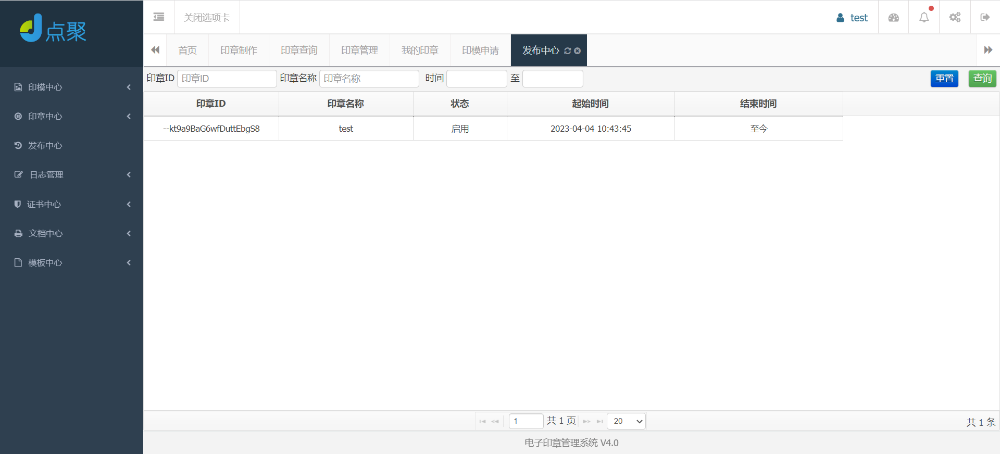 点聚
关闭选项卡
test
首页 印章制作 印章查询 印章管理 我的印章 印模申请 发布中心
印章ID 印章ID 印章名称 印章名称 时间 至 重置 查询
印章ID 印章名称 状态 起始时间 结束时间
--kt9a9BaG6wfDuttEbgS8 test 启用 2023-04-04 10:43:45 至今
印模中心
印章中心
发布中心
日志管理
证书中心
文档中心
模板中心
1 共 1 页 20 共 1 条
电子印章管理系统 V4.0